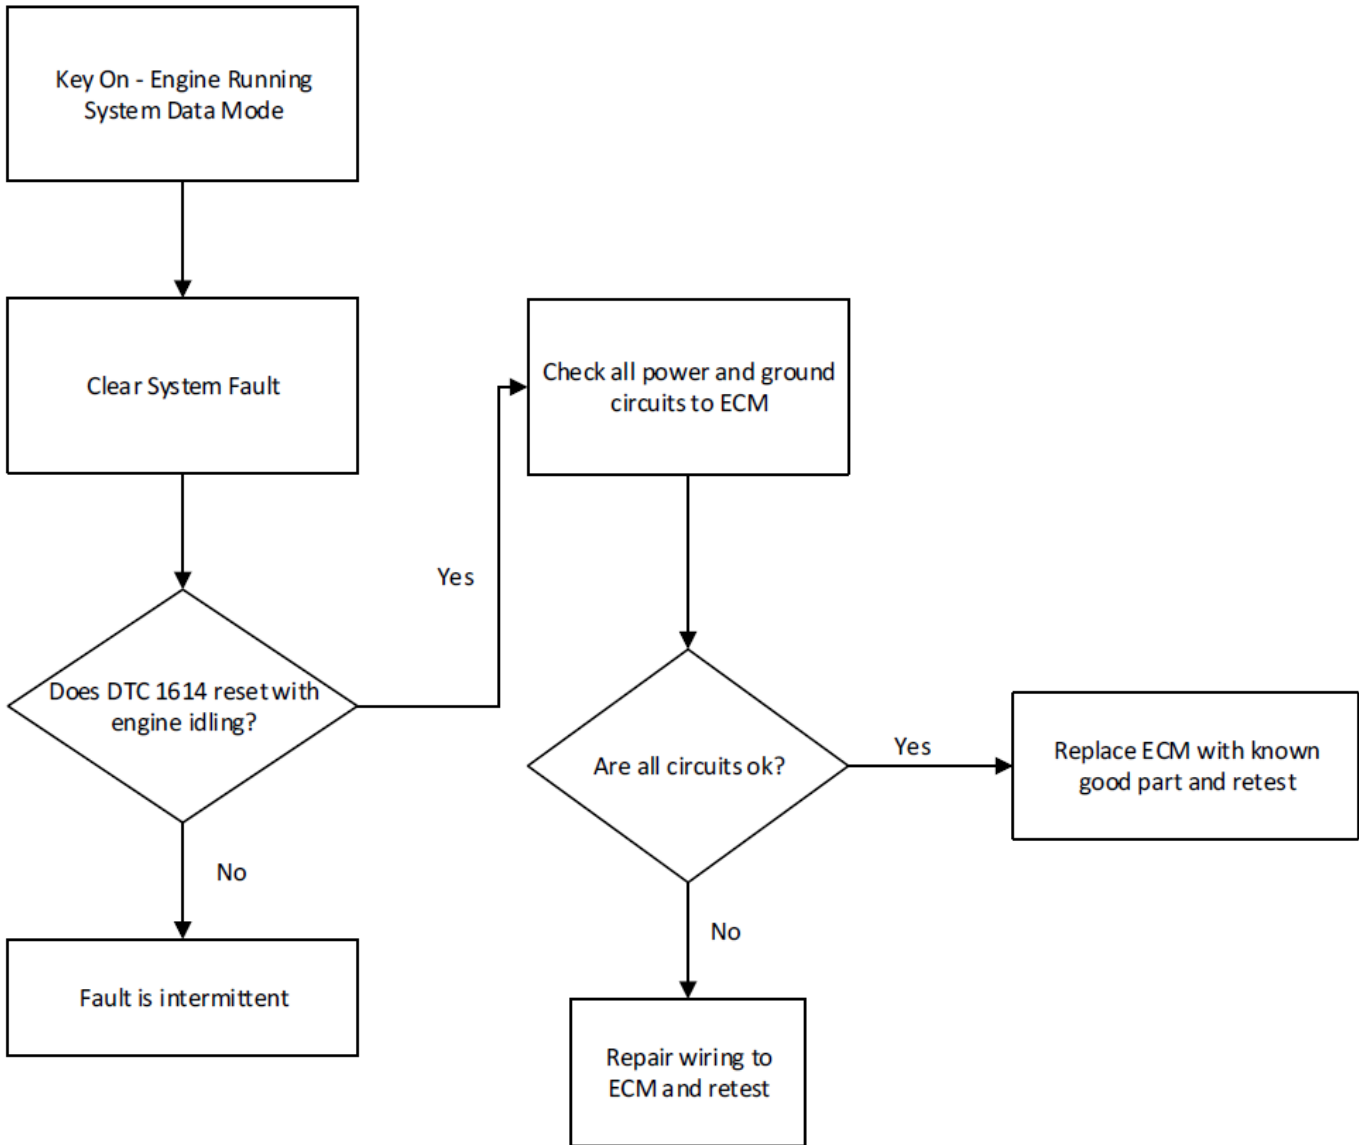 Key On - Engine Running
System Data Mode
Clear System Fault
Does DTC 1614 reset with
engine idling?
Yes
No
Fault is intermittent
Check all power and ground
circuits to ECM
Are all circuits ok?
Yes
No
Replace ECM with known
good part and retest
Repair wiring to
ECM and retest